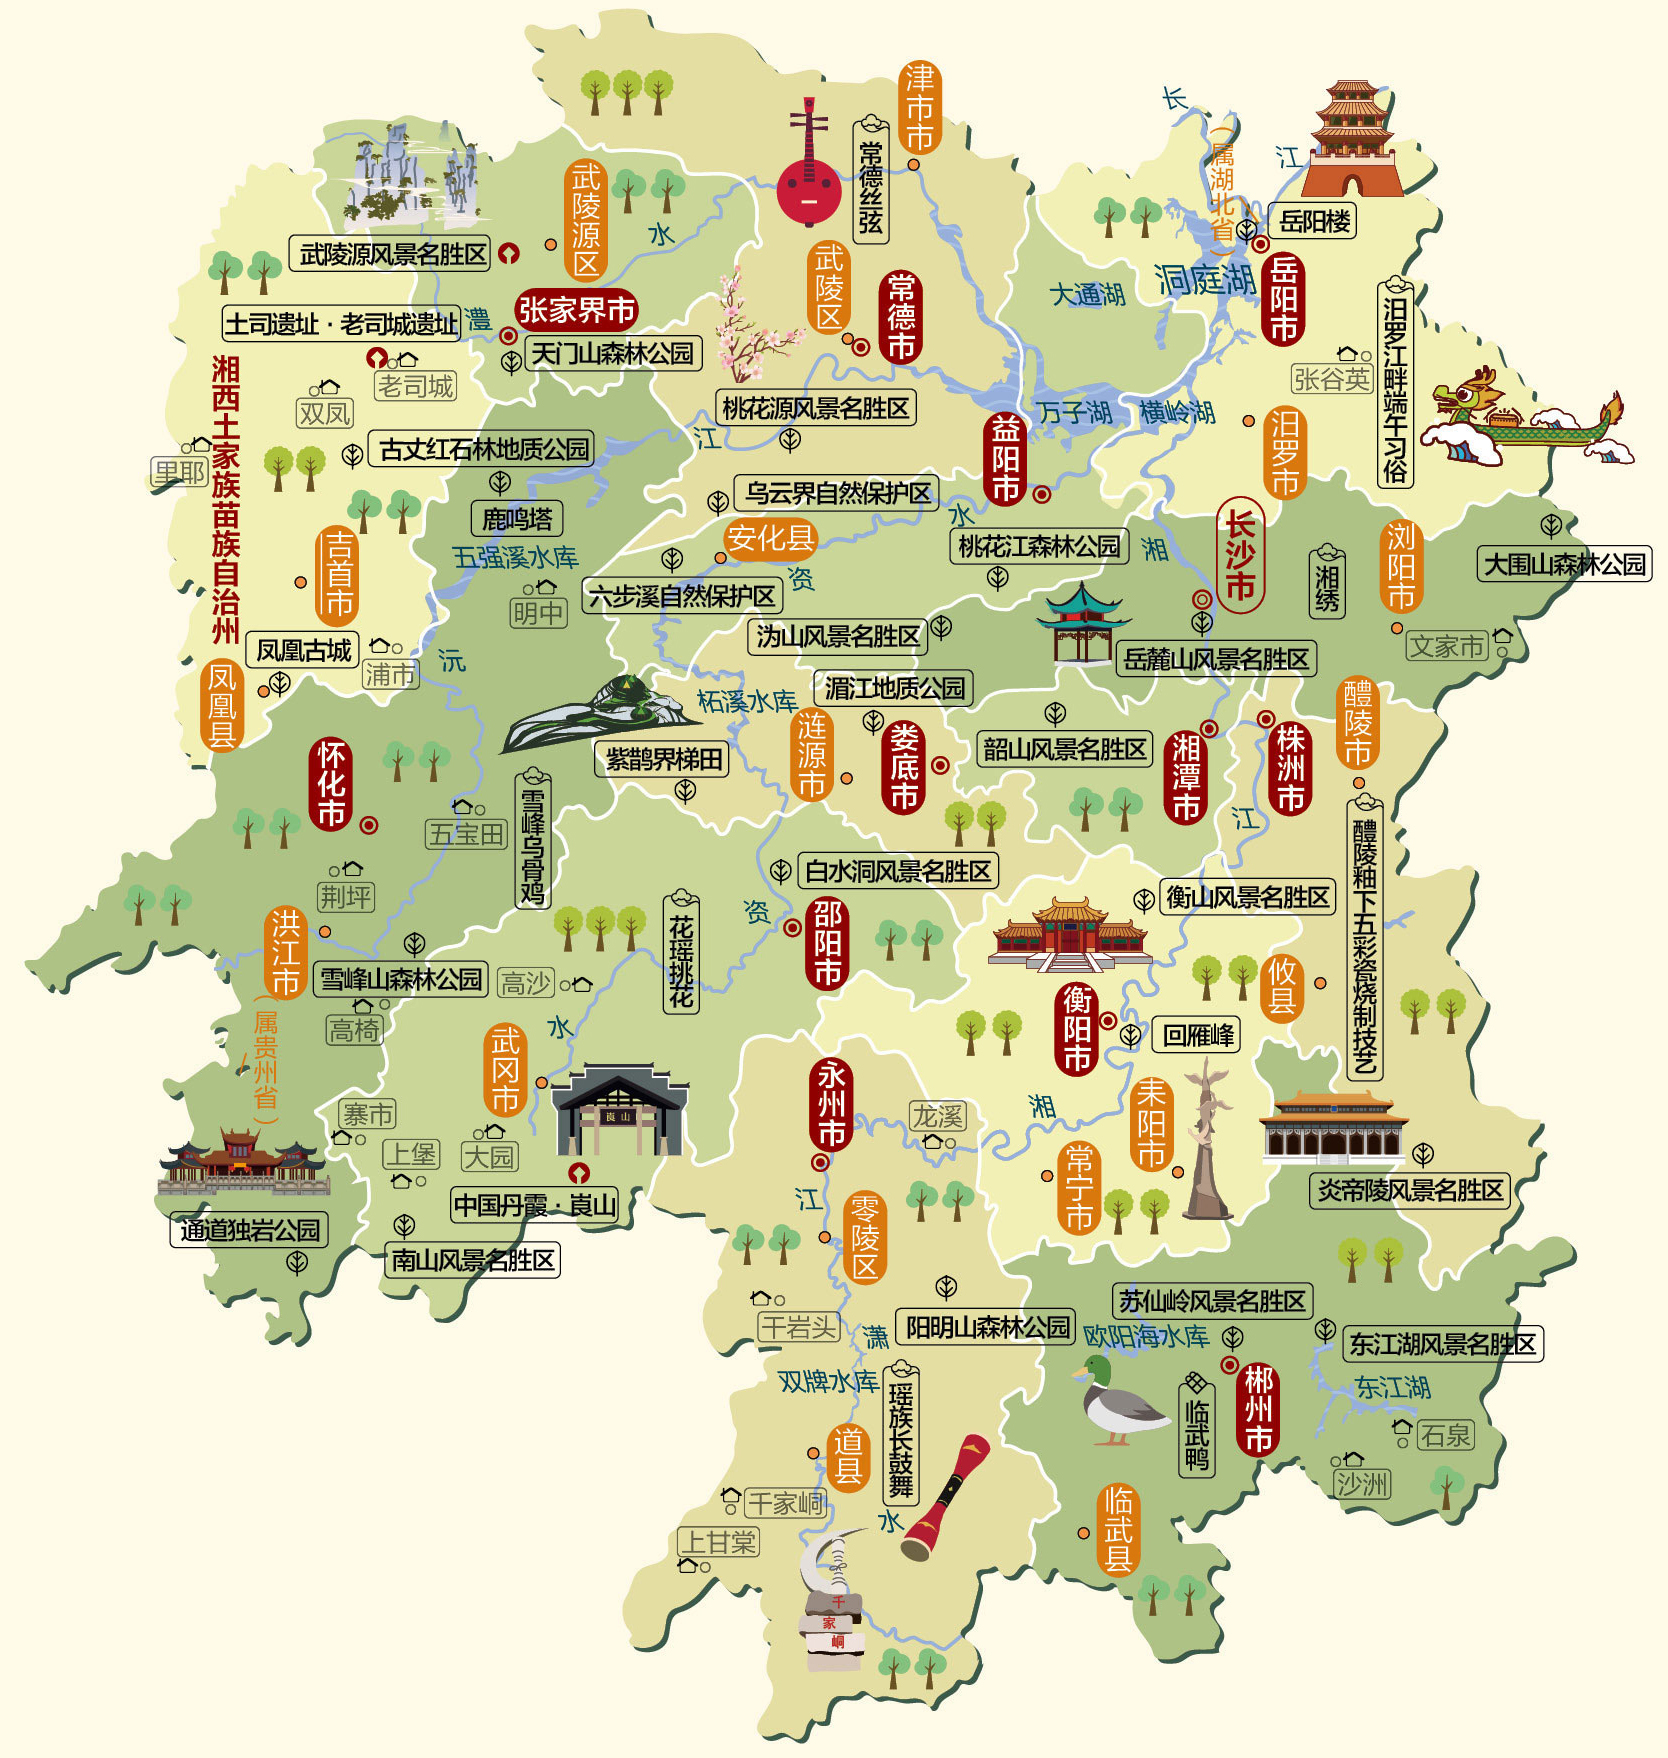 津市市
常德丝弦
长
江
（属湖北省）
岳阳楼
武陵源区
水
武陵源风景名胜区
武陵区
常德市
洞庭湖
大通湖
岳阳市
张家界市
土司遗址·老司城遗址
澧
天门山森林公园
老司城
双凤
张谷英
汨罗江畔端午习俗
湘西土家族苗族自治州
桃花源风景名胜区
万子湖
横岭湖
汨罗市
江
益阳市
古丈红石林地质公园
里耶
乌云界自然保护区
鹿鸣塔
水
长沙市
五强溪水库
安化县
桃花江森林公园
湘
湘绣
浏阳市
大围山森林公园
吉首市
资
六步溪自然保护区
明中
沩山风景名胜区
岳麓山风景名胜区
文家市
凤凰古城
浦市
沅
凤凰县
湄江地质公园
柘溪水库
涟源市
娄底市
韶山风景名胜区
湘潭市
株洲市
醴陵市
紫鹊界梯田
怀化市
雪峰乌骨鸡
五宝田
江
醴陵釉下五彩瓷烧制技艺
白水洞风景名胜区
荆坪
衡山风景名胜区
花瑶挑花
资
邵阳市
洪江市
雪峰山森林公园
高沙
攸县
衡阳市
回雁峰
高椅
（属贵州省）
水
武冈市
永州市
崀山
湘
耒阳市
龙溪
寨市
上堡
大园
常宁市
炎帝陵风景名胜区
中国丹霞·崀山
江
零陵区
通道独岩公园
南山风景名胜区
苏仙岭风景名胜区
干岩头
阳明山森林公园
潇
欧阳海水库
东江湖风景名胜区
双牌水库
瑶族长鼓舞
临武鸭
郴州市
东江湖
石泉
道县
沙洲
千家峒
水
临武县
上甘棠
千
家
峒